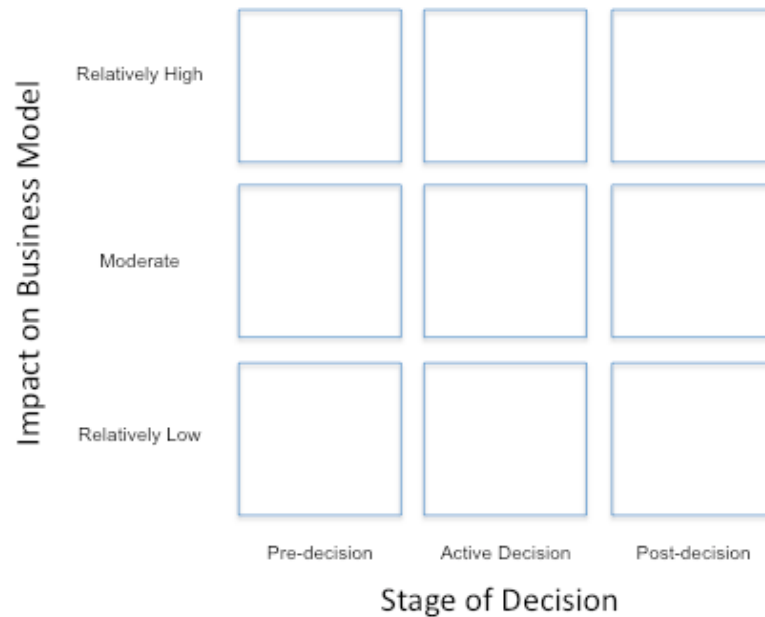 Impact on Business Model
Relatively High
Moderate
Relatively Low
Pre-decision
Active Decision
Post-decision
Stage of Decision